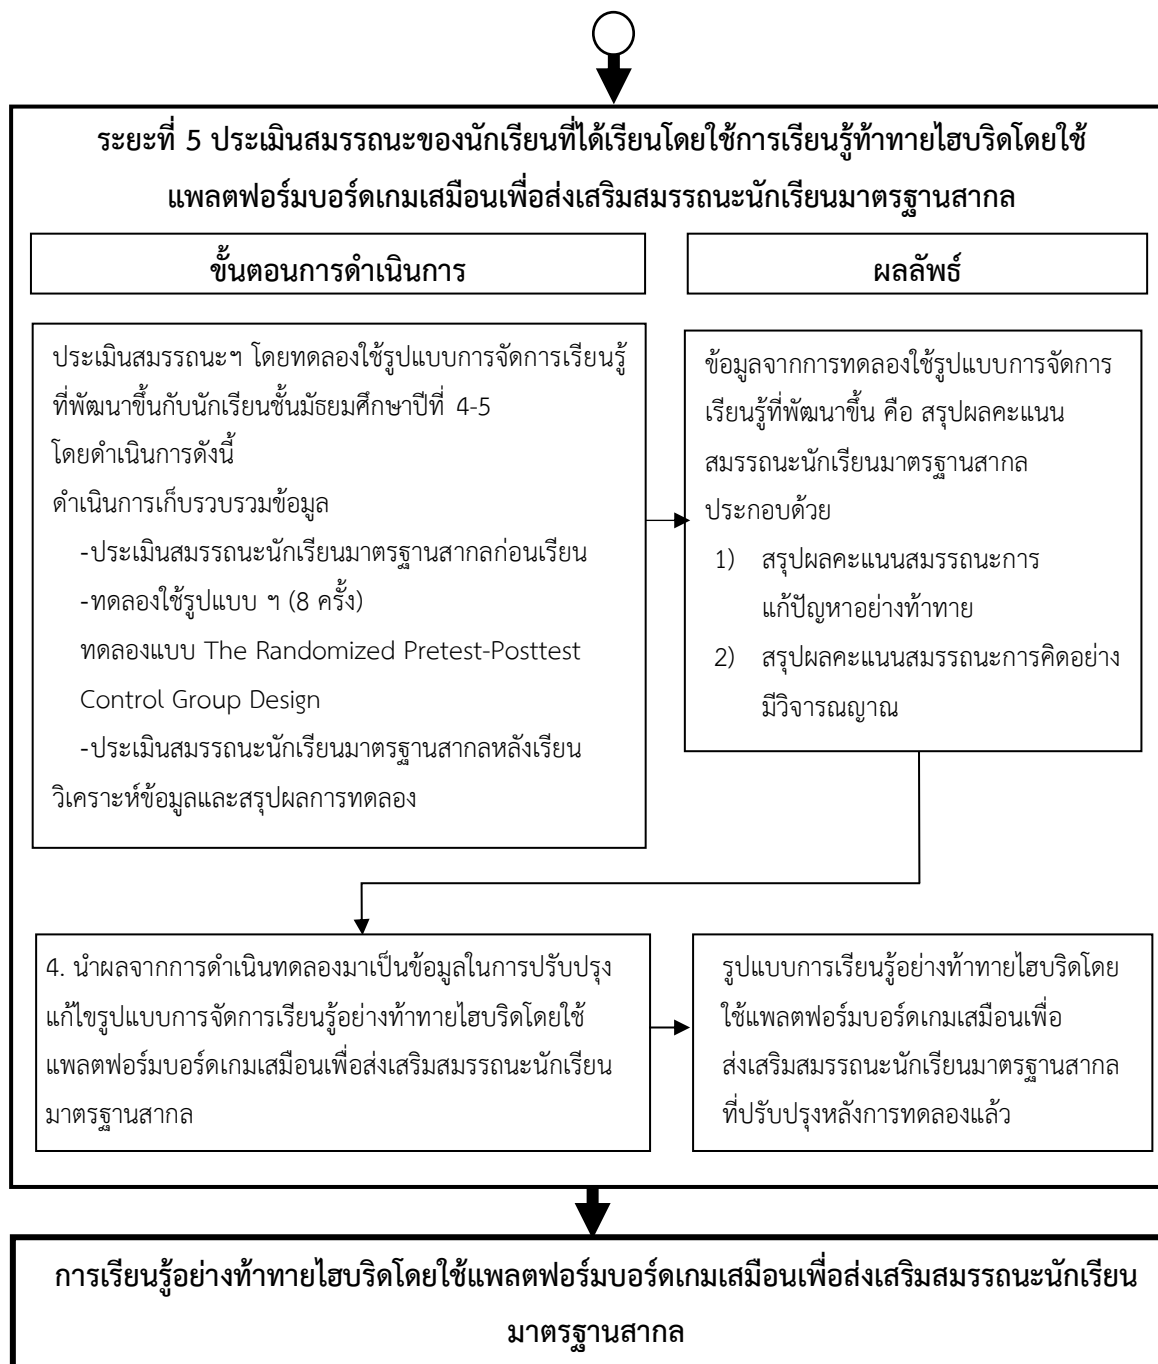 ระยะที่ 5 ประเมินสมรรถนะของนักเรียนที่ได้เรียนโดยใช้การเรียนรู้ท้าทายไฮบริดโดยใช้
แพลตฟอร์มบอร์ดเกมเสมือนเพื่อส่งเสริมสมรรถนะนักเรียนมาตรฐานสากล
ขั้นตอนการดำเนินการ
ผลลัพธ์
ประเมินสมรรถนะฯ โดยทดลองใช้รูปแบบการจัดการเรียนรู้
ที่พัฒนาขึ้นกับนักเรียนชั้นมัธยมศึกษาปีที่ 4-5
โดยดำเนินการดังนี้
ดำเนินการเก็บรวบรวมข้อมูล
-ประเมินสมรรถนะนักเรียนมาตรฐานสากลก่อนเรียน
-ทดลองใช้รูปแบบ ฯ (8 ครั้ง)
ทดลองแบบ The Randomized Pretest-Posttest
Control Group Design
-ประเมินสมรรถนะนักเรียนมาตรฐานสากลหลังเรียน
วิเคราะห์ข้อมูลและสรุปผลการทดลอง
ข้อมูลจากการทดลองใช้รูปแบบการจัดการ
เรียนรู้ที่พัฒนาขึ้น คือ สรุปผลคะแนน
สมรรถนะนักเรียนมาตรฐานสากล
ประกอบด้วย
1) สรุปผลคะแนนสมรรถนะการ
แก้ปัญหาอย่างท้าทาย
2) สรุปผลคะแนนสมรรถนะการคิดอย่าง
มีวิจารณญาณ
4. นำผลจากการดำเนินทดลองมาเป็นข้อมูลในการปรับปรุง
แก้ไขรูปแบบการจัดการเรียนรู้อย่างท้าทายไฮบริดโดยใช้
แพลตฟอร์มบอร์ดเกมเสมือนเพื่อส่งเสริมสมรรถนะนักเรียน
มาตรฐานสากล
รูปแบบการเรียนรู้อย่างท้าทายไฮบริดโดย
ใช้แพลตฟอร์มบอร์ดเกมเสมือนเพื่อ
ส่งเสริมสมรรถนะนักเรียนมาตรฐานสากล
ที่ปรับปรุงหลังการทดลองแล้ว
การเรียนรู้อย่างท้าทายไฮบริดโดยใช้แพลตฟอร์มบอร์ดเกมเสมือนเพื่อส่งเสริมสมรรถนะนักเรียน
มาตรฐานสากล